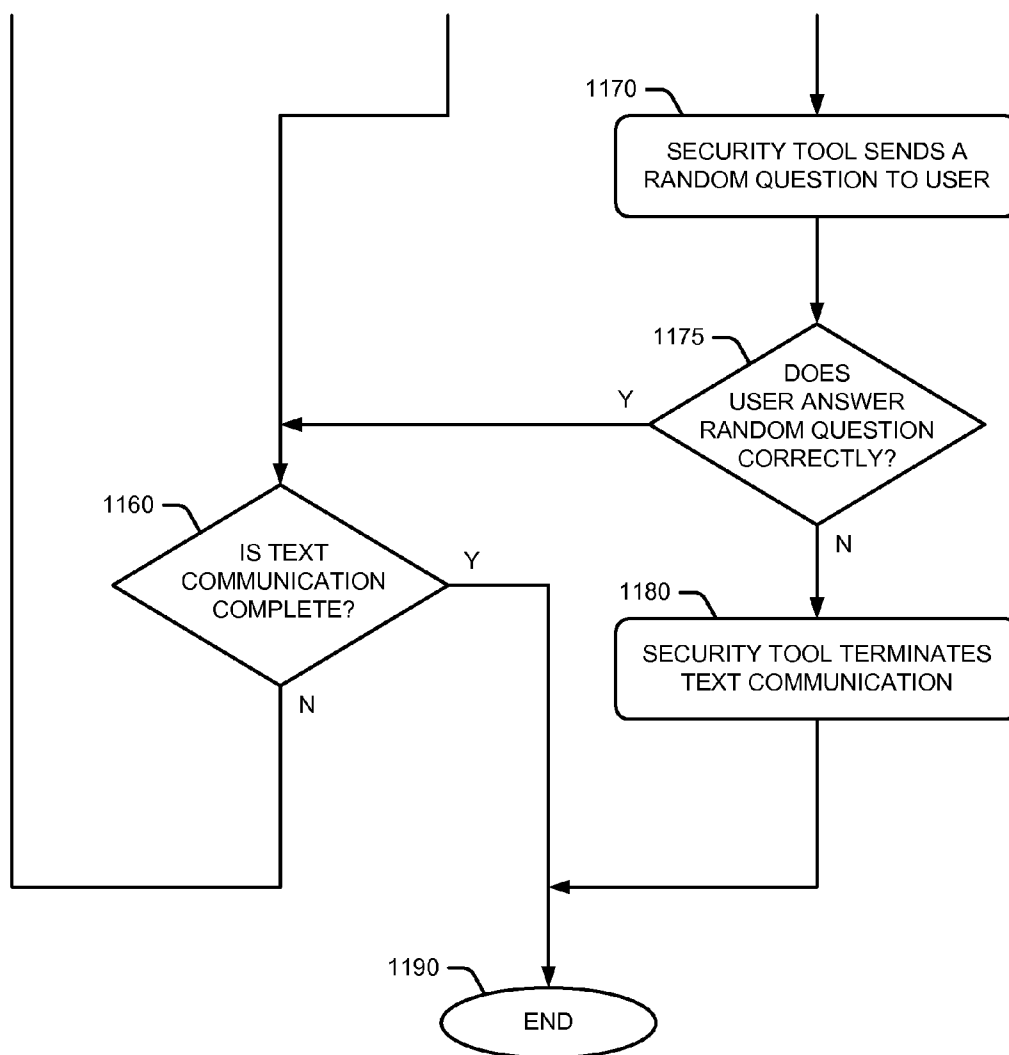 1170
SECURITY TOOL SENDS A
RANDOM QUESTION TO USER
1175
DOES
USER ANSWER
RANDOM QUESTION
CORRECTLY?
Y
N
1160
IS TEXT
COMMUNICATION
COMPLETE?
Y
N
1180
SECURITY TOOL TERMINATES
TEXT COMMUNICATION
1190
END